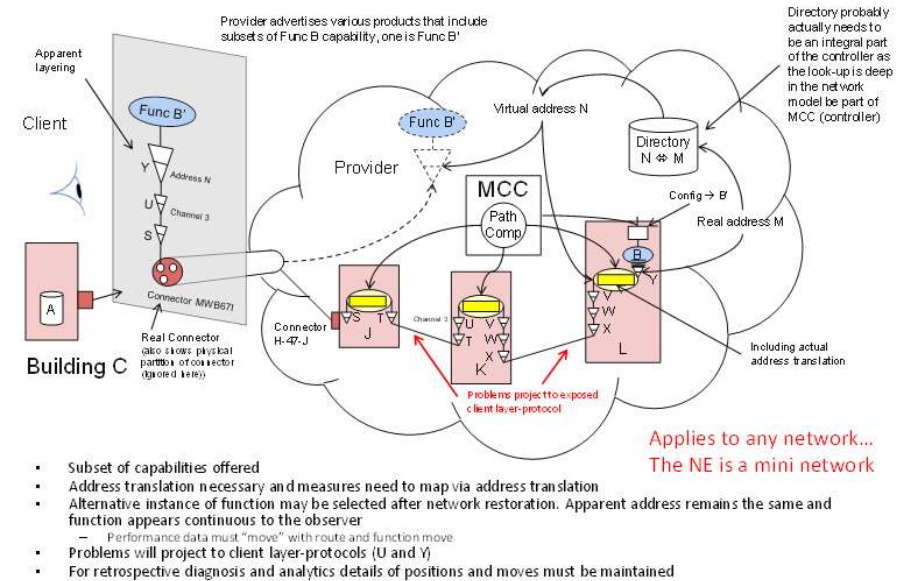 Provider advertises various products that include
subsets of Func B capability, one is Func B'
Directory probably
actually needs to
be an integral part
of the controller as
the look-up is deep
in the network
model be part of
MCC (controller)
Apparent
layering
Client
Func B'
Y
Address N
U
Channel 3
S
Connector MWB671
A
Building C
Real Connector
(also shows physical
partition of connector
(ignored here))
Func B'
Provider
Virtual address N
Directory
N ⇔ M
MCC
Path
Comp
Config → B'
Real address M
B
Y
V
W
X
L
Connector
H-47-J
S
T
J
Channel 3
U
V
T
W
X
K
Including actual
address translation
Problems project to exposed
client layer-protocol
Applies to any network...
The NE is a mini network
▪ Subset of capabilities offered
▪ Address translation necessary and measures need to map via address translation
▪ Alternative instance of function may be selected after network restoration. Apparent address remains the same and
function appears continuous to the observer
– Performance data must "move" with route and function move
▪ Problems will project to client layer-protocols (U and Y)
▪ For retrospective diagnosis and analytics details of positions and moves must be maintained